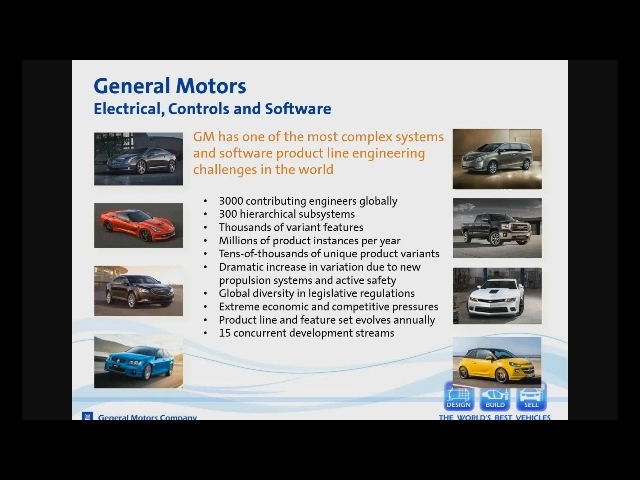 General Motors
Electrical, Controls and Software
GM has one of the most complex systems
and software product line engineering
challenges in the world
• 3000 contributing engineers globally
• 300 hierarchical subsystems
• Thousands of variant features
• Millions of product instances per year
• Tens-of-thousands of unique product variants
• Dramatic increase in variation due to new
propulsion systems and active safety
• Global diversity in legislative regulations
• Extreme economic and competitive pressures
• Product line and feature set evolves annually
• 15 concurrent development streams
DESIGN BUILD SELL
GM General Motors Company
THE WORLD'S BEST VEHICLES